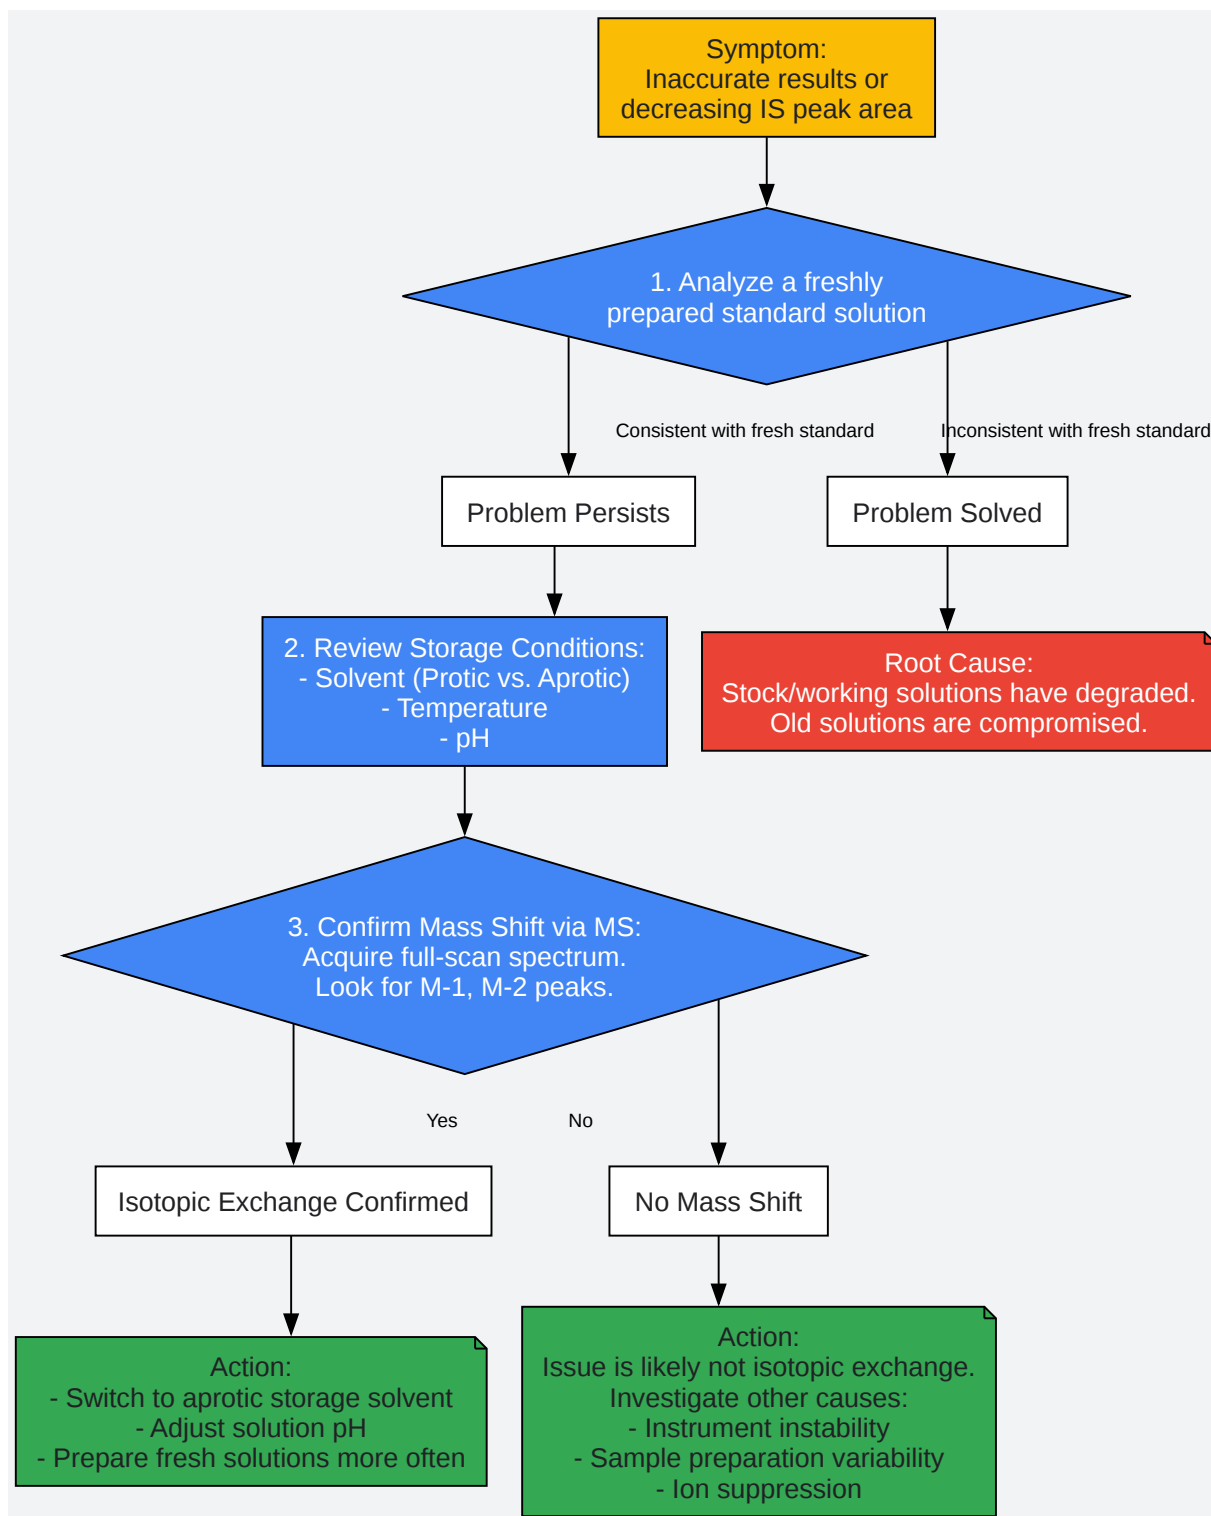 Symptom:
Inaccurate results or
decreasing IS peak area
1. Analyze a freshly
prepared standard solution
Consistent with fresh standard
Inconsistent with fresh standard
Problem Persists
Problem Solved
2. Review Storage Conditions:
- Solvent (Protic vs. Aprotic)
- Temperature
- pH
Root Cause:
Stock/working solutions have degraded.
Old solutions are compromised.
3. Confirm Mass Shift via MS:
Acquire full-scan spectrum.
Look for M-1, M-2 peaks.
Yes
No
Isotopic Exchange Confirmed
No Mass Shift
Action:
- Switch to aprotic storage solvent
- Adjust solution pH
- Prepare fresh solutions more often
Action:
Issue is likely not isotopic exchange.
Investigate other causes:
- Instrument instability
- Sample preparation variability
- Ion suppression